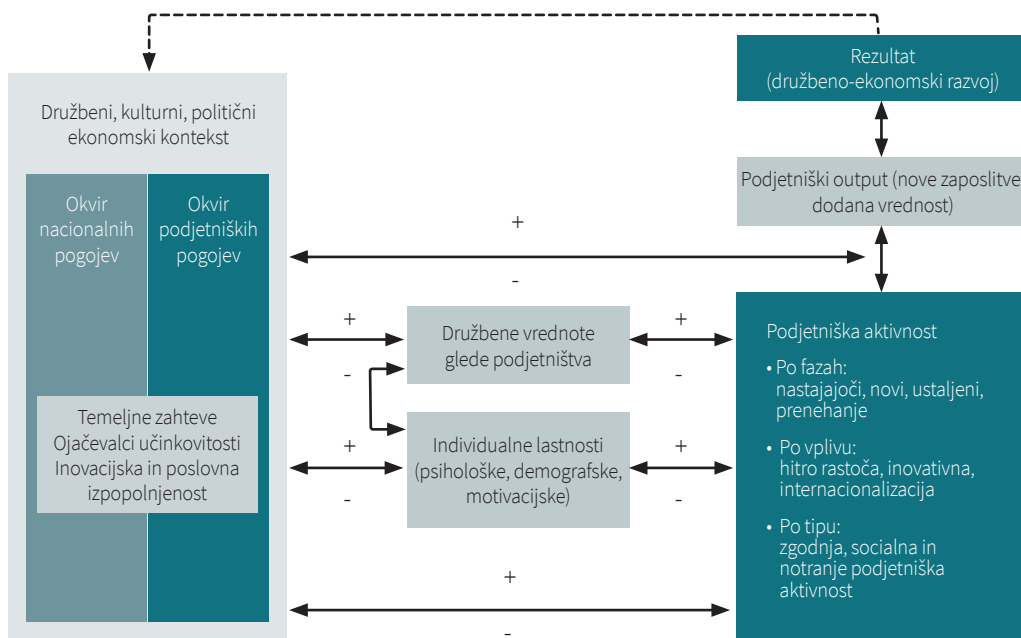 Družbeni, kulturni, politični
ekonomski kontekst
Okvir
nacionalnih
pogojev
Okvir
podjetniških
pogojev
Temeljne zahteve
Ojačevalci učinkovitosti
Inovacijska in poslovna
izpopolnjenost
+
-
+
-
Družbene vrednote
glede podjetništva
+
-
+
-
Individualne lastnosti
(psihološke, demografske,
motivacijske)
+
-
+
-
Rezultat
(družbeno-ekonomski razvoj)
Podjetniški output (nove zaposlitve
dodana vrednost)
Podjetniška aktivnost
• Po fazah:
nastajajoči, novi, ustaljeni,
prenehanje
• Po vplivu:
hitro rastoča, inovativna,
internacionalizacija
• Po tipu:
zgodnja, socialna in
notranje podjetniška
aktivnost